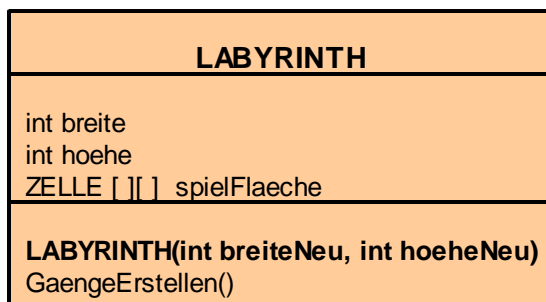 LABYRINTH
int breite
int hoehe
ZELLE [ ][ ] spielFlaeche
LABYRINTH(int breiteNeu, int hoeheNeu)
GaengeErstellen()